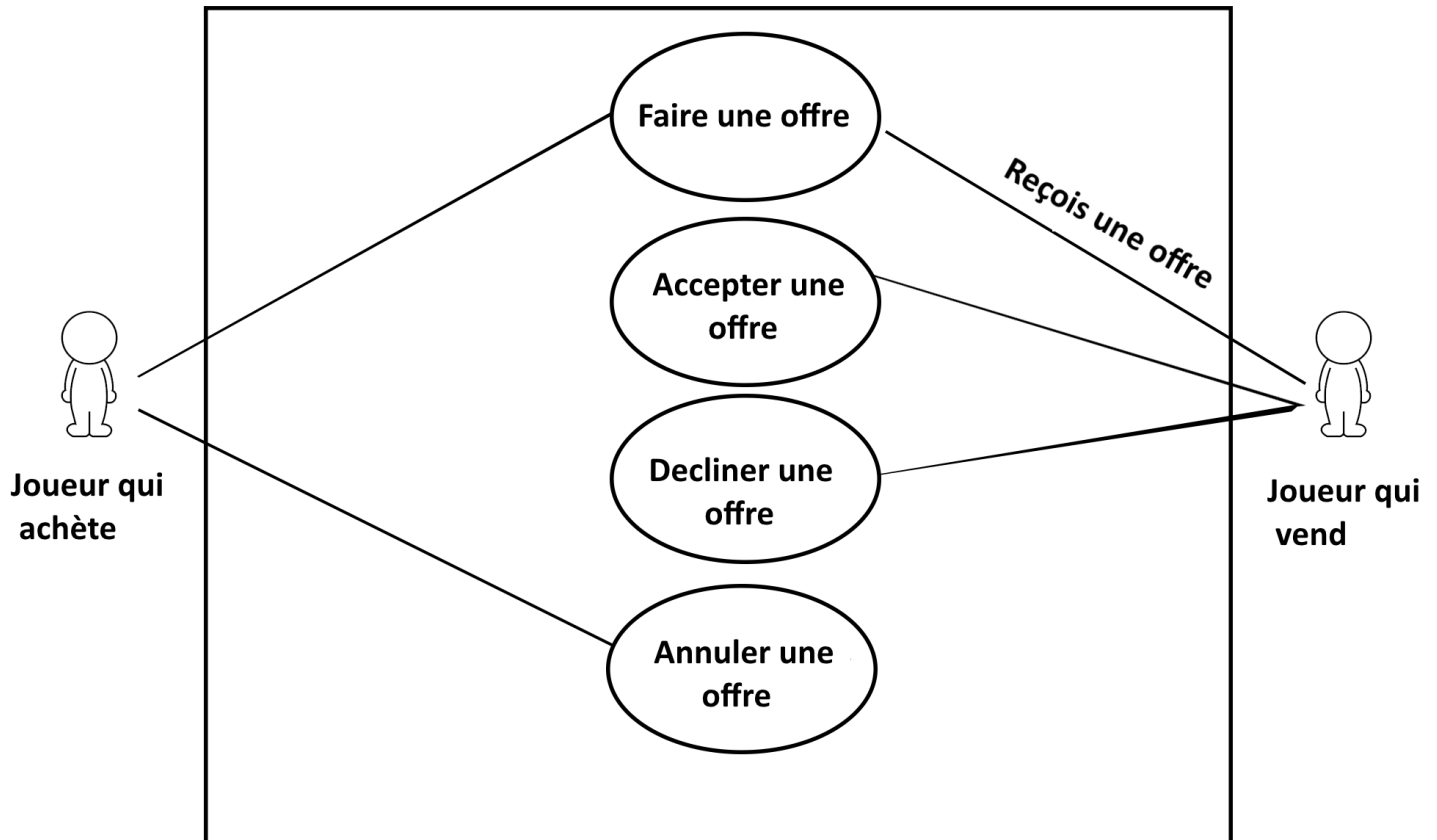 Faire une offre
Reçois une offre
Accepter une
offre
Decliner une
offre
Joueur qui
achète
Joueur qui
vend
Annuler une
offre